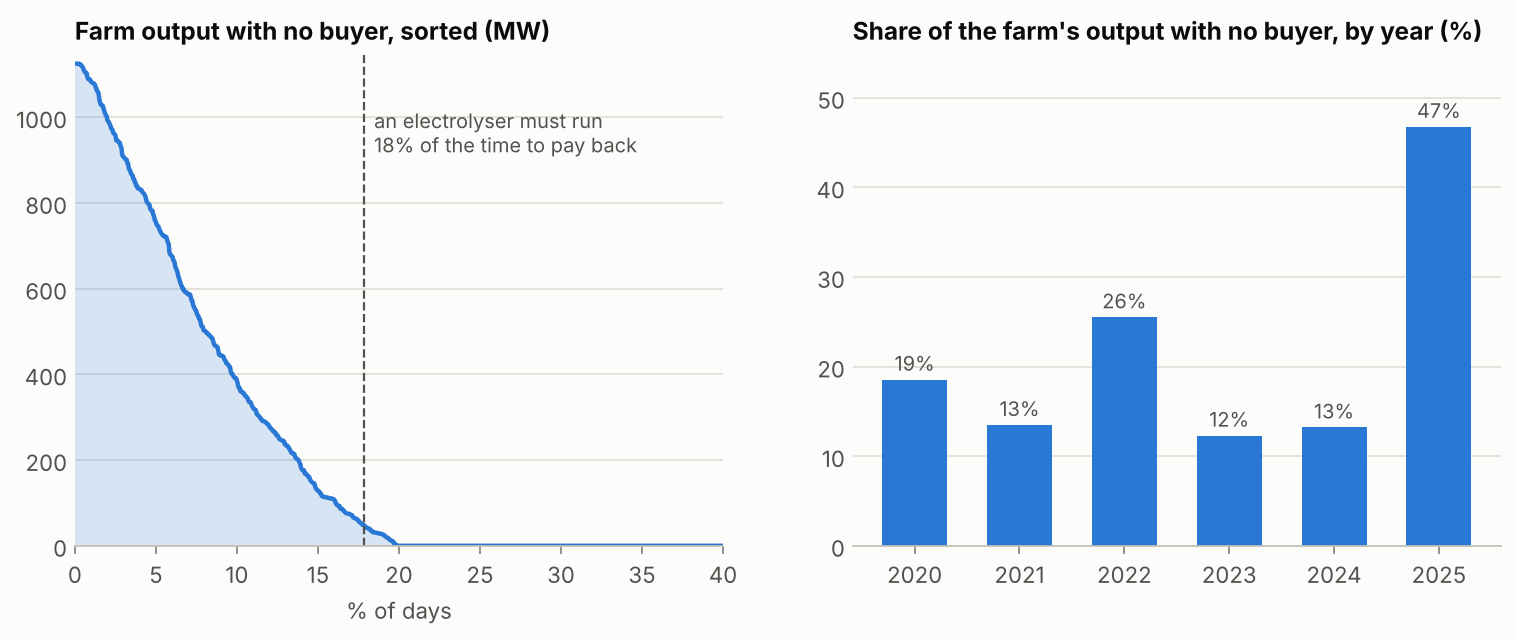 Farm output with no buyer, sorted (MW)
1000
800
600
400
200
0
an electrolyser must run
18% of the time to pay back
0 5 10 15 20 25 30 35 40
% of days
Share of the farm's output with no buyer, by year (%)
50
40
30
20
10
0
19%
13%
26%
12%
13%
47%
2020 2021 2022 2023 2024 2025